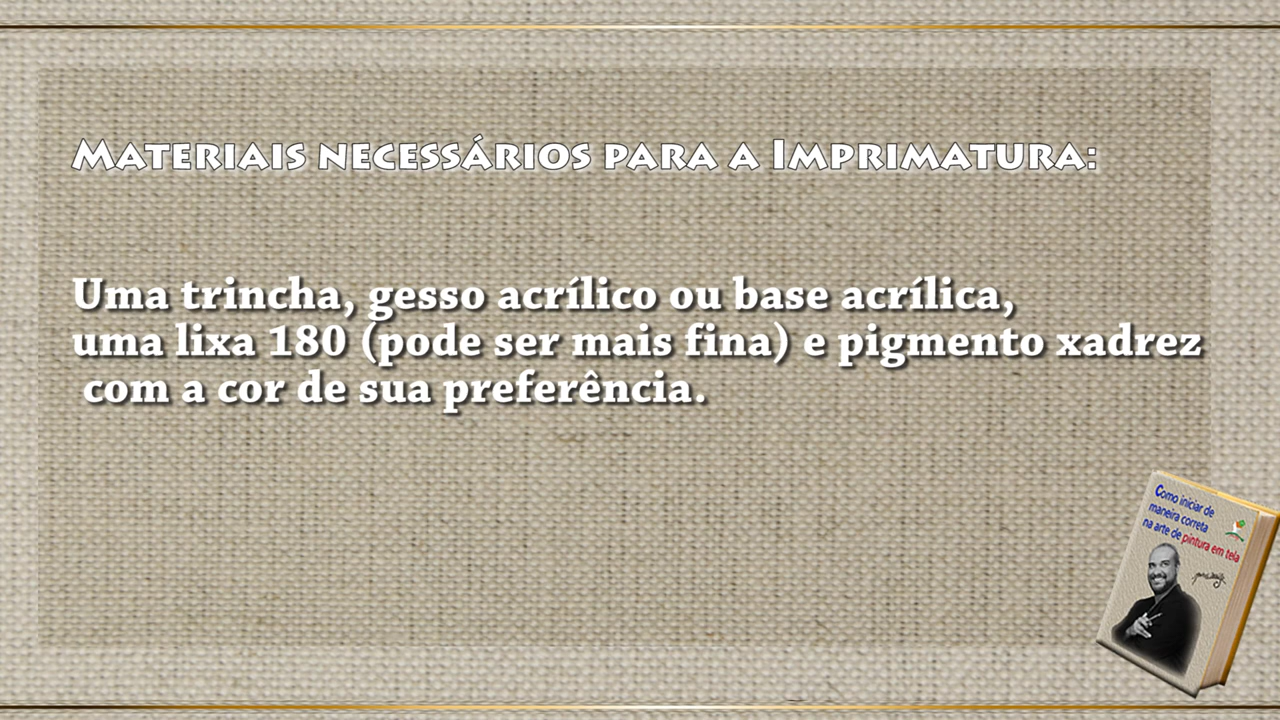 Materiais necessários para a Imprimatura:
Uma trincha, gesso acrílico ou base acrílica,
uma lixa 180 (pode ser mais fina) e pigmento xadrez
com a cor de sua preferência.
Como iniciar de
maneira correta
na arte de pintura em tela